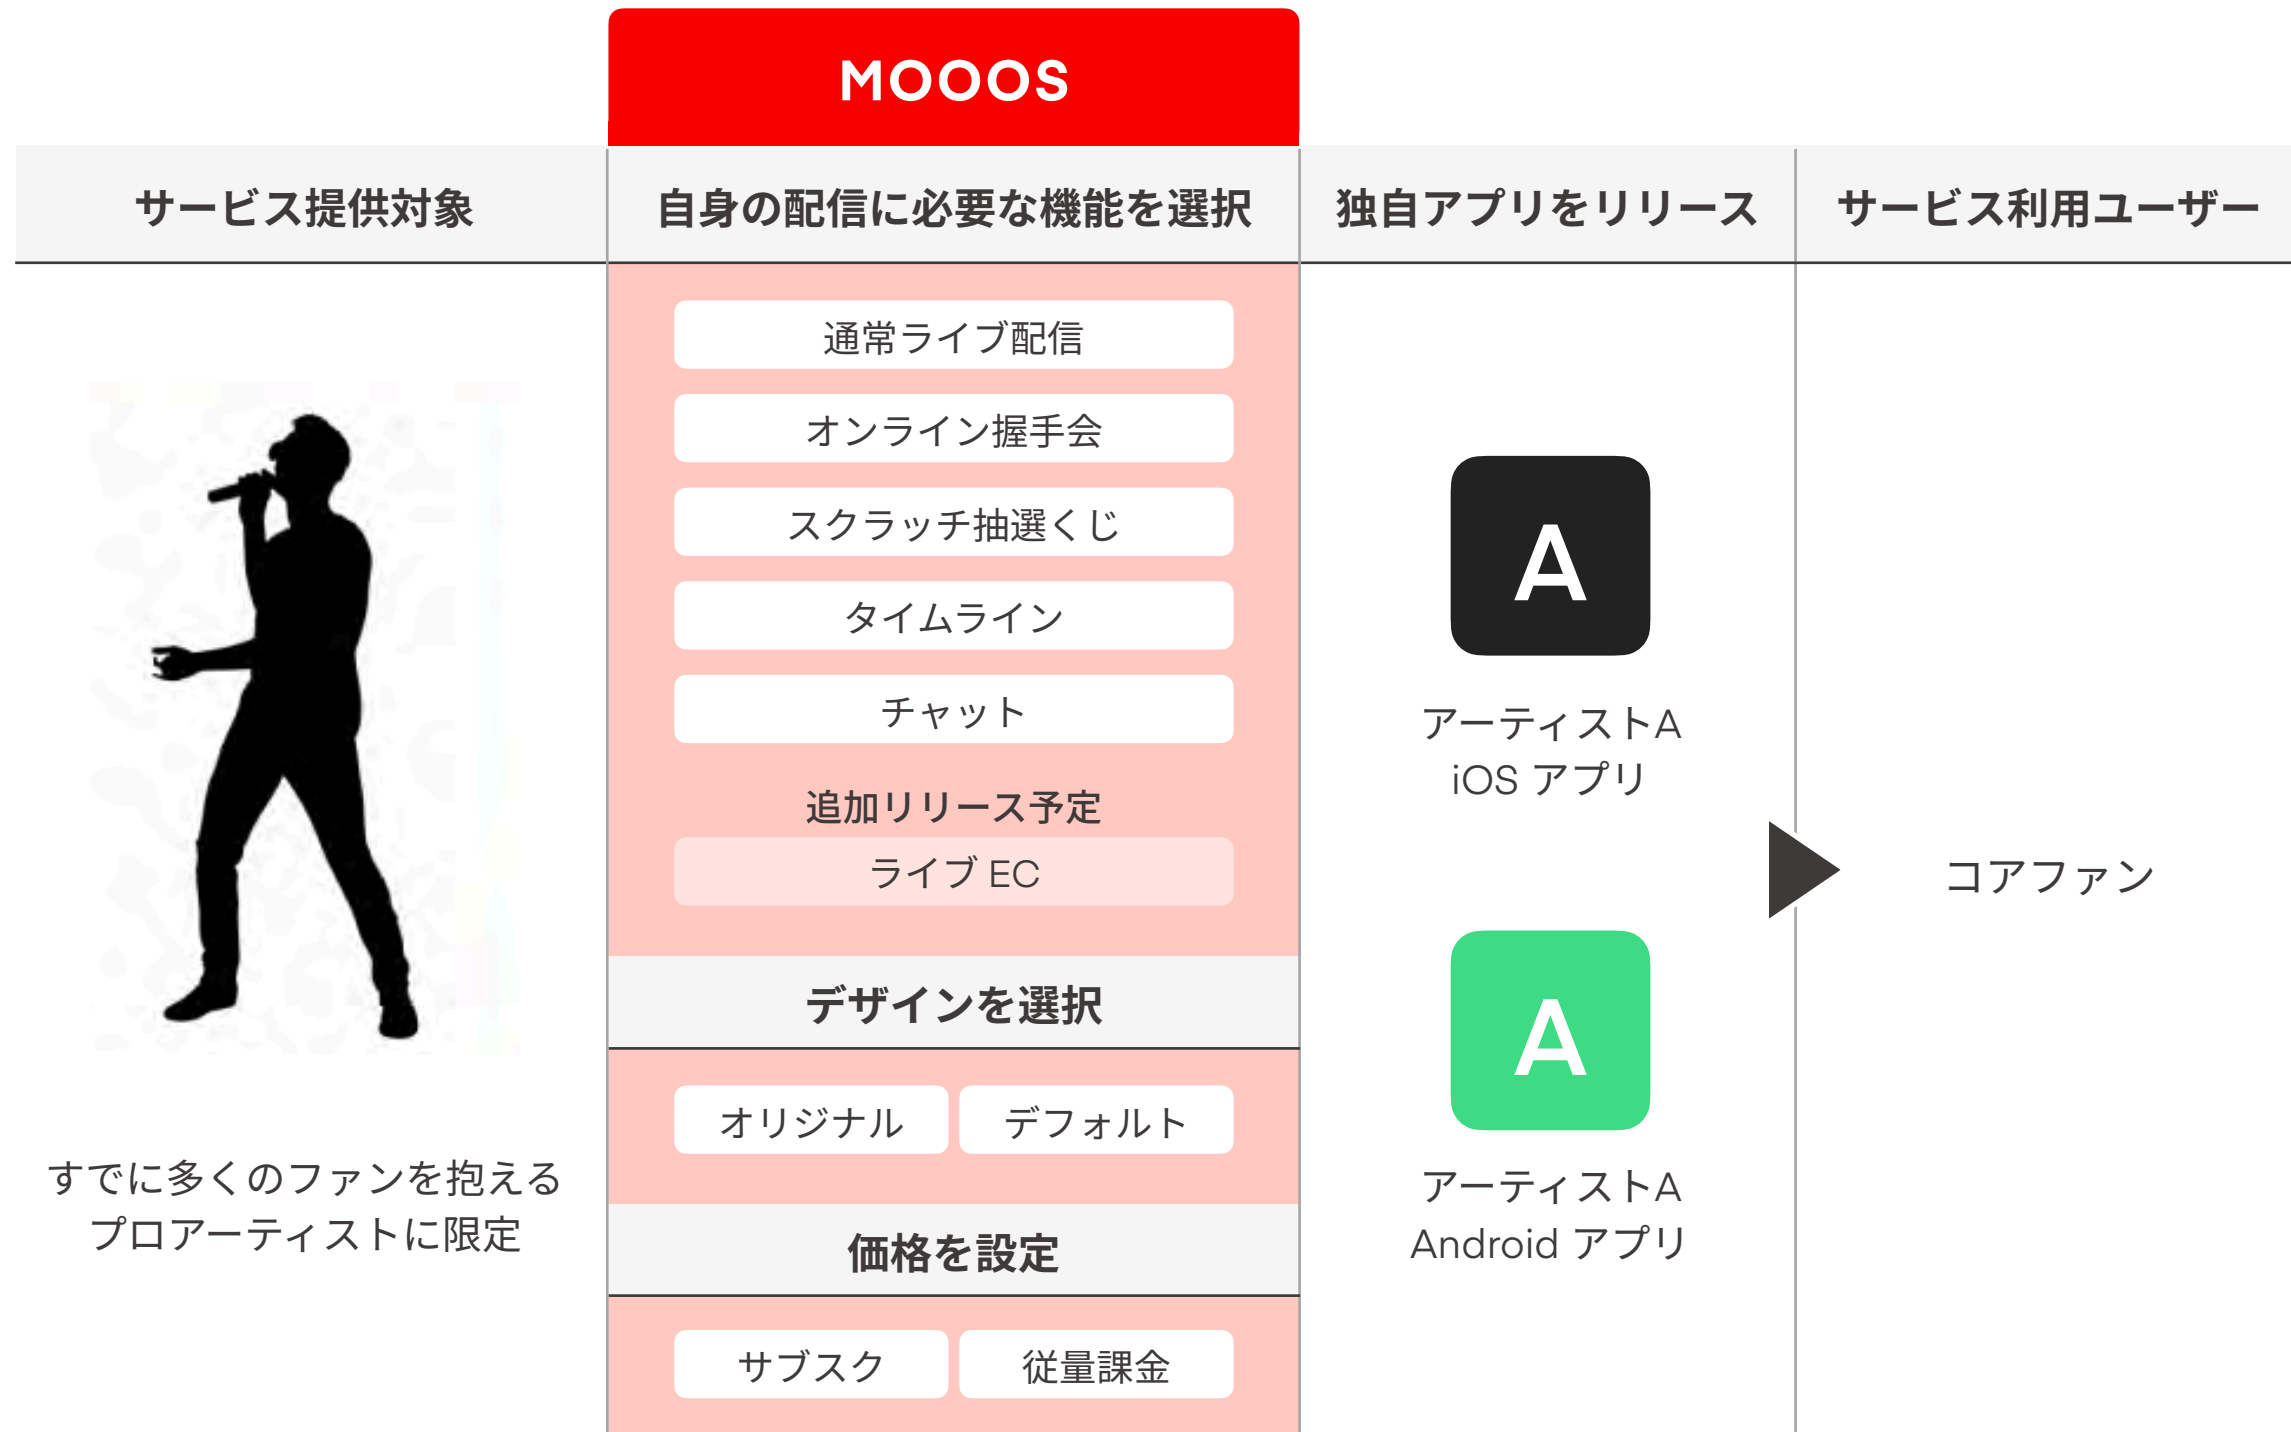 MOOOS
サービス提供対象
自身の配信に必要な機能を選択
独自アプリをリリース
サービス利用ユーザー
すでに多くのファンを抱える
プロアーティストに限定
通常ライブ配信
オンライン握手会
スクラッチ抽選くじ
タイムライン
チャット
追加リリース予定
ライブ EC
デザインを選択
オリジナル
デフォルト
価格を設定
サブスク
従量課金
A
アーティストA
iOS アプリ
A
アーティストA
Android アプリ
コアファン